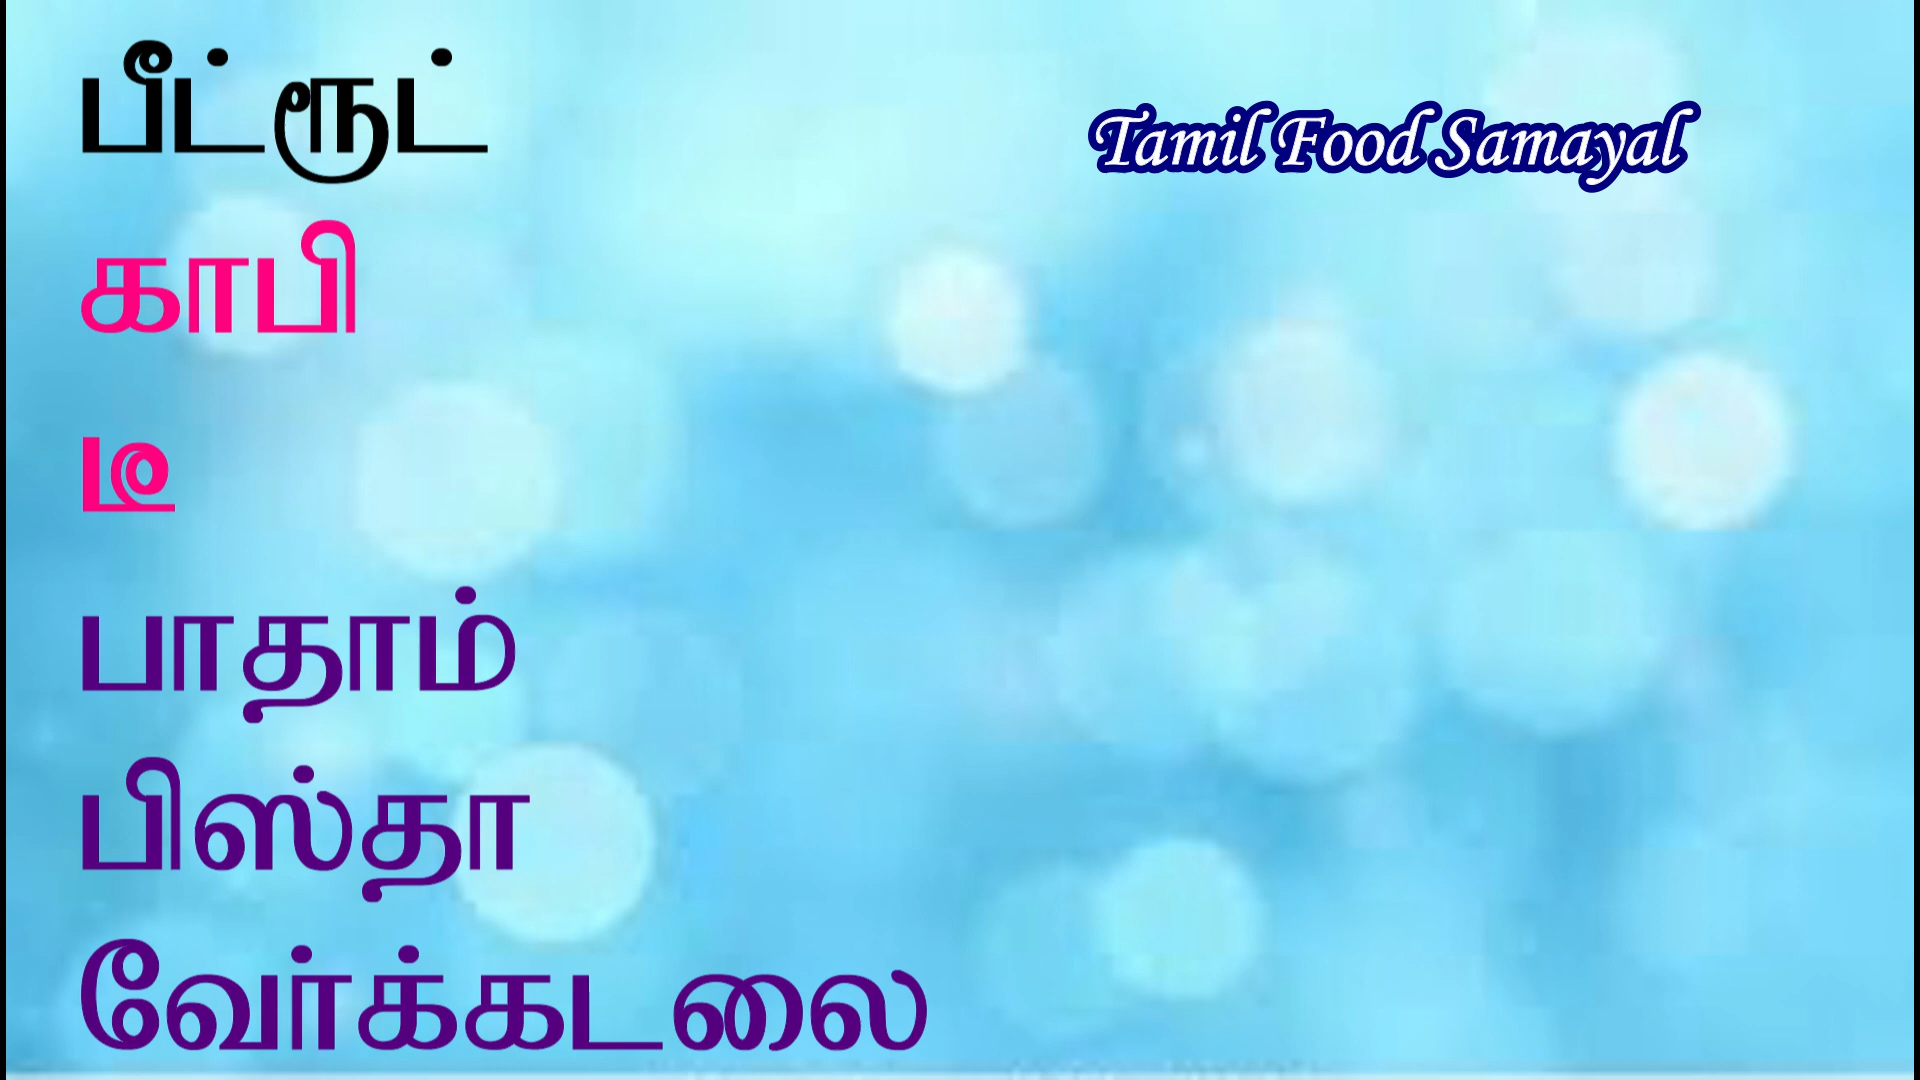 பீட்ரூட்
Tamil Food Samayal
காபி
டீ
பாதாம்
பிஸ்தா
வேர்க்கடலை